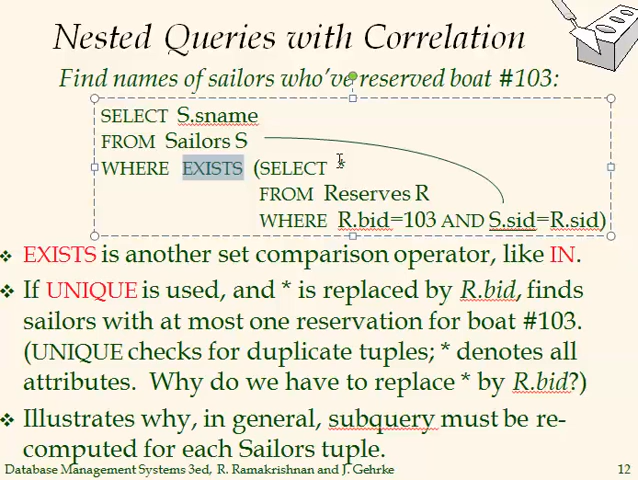 Nested Queries with Correlation
Find names of sailors who've reserved boat #103:
SELECT S.sname
FROM Sailors S
WHERE EXISTS (SELECT *
FROM Reserves R
WHERE R.bid=103 AND S.sid=R.sid)
❖ EXISTS is another set comparison operator, like IN.
❖ If UNIQUE is used, and * is replaced by R.bid, finds
sailors with at most one reservation for boat #103.
(UNIQUE checks for duplicate tuples; * denotes all
attributes. Why do we have to replace * by R.bid?)
❖ Illustrates why, in general, subquery must be re-
computed for each Sailors tuple.
Database Management Systems 3ed, R. Ramakrishnan and J. Gehrke 12